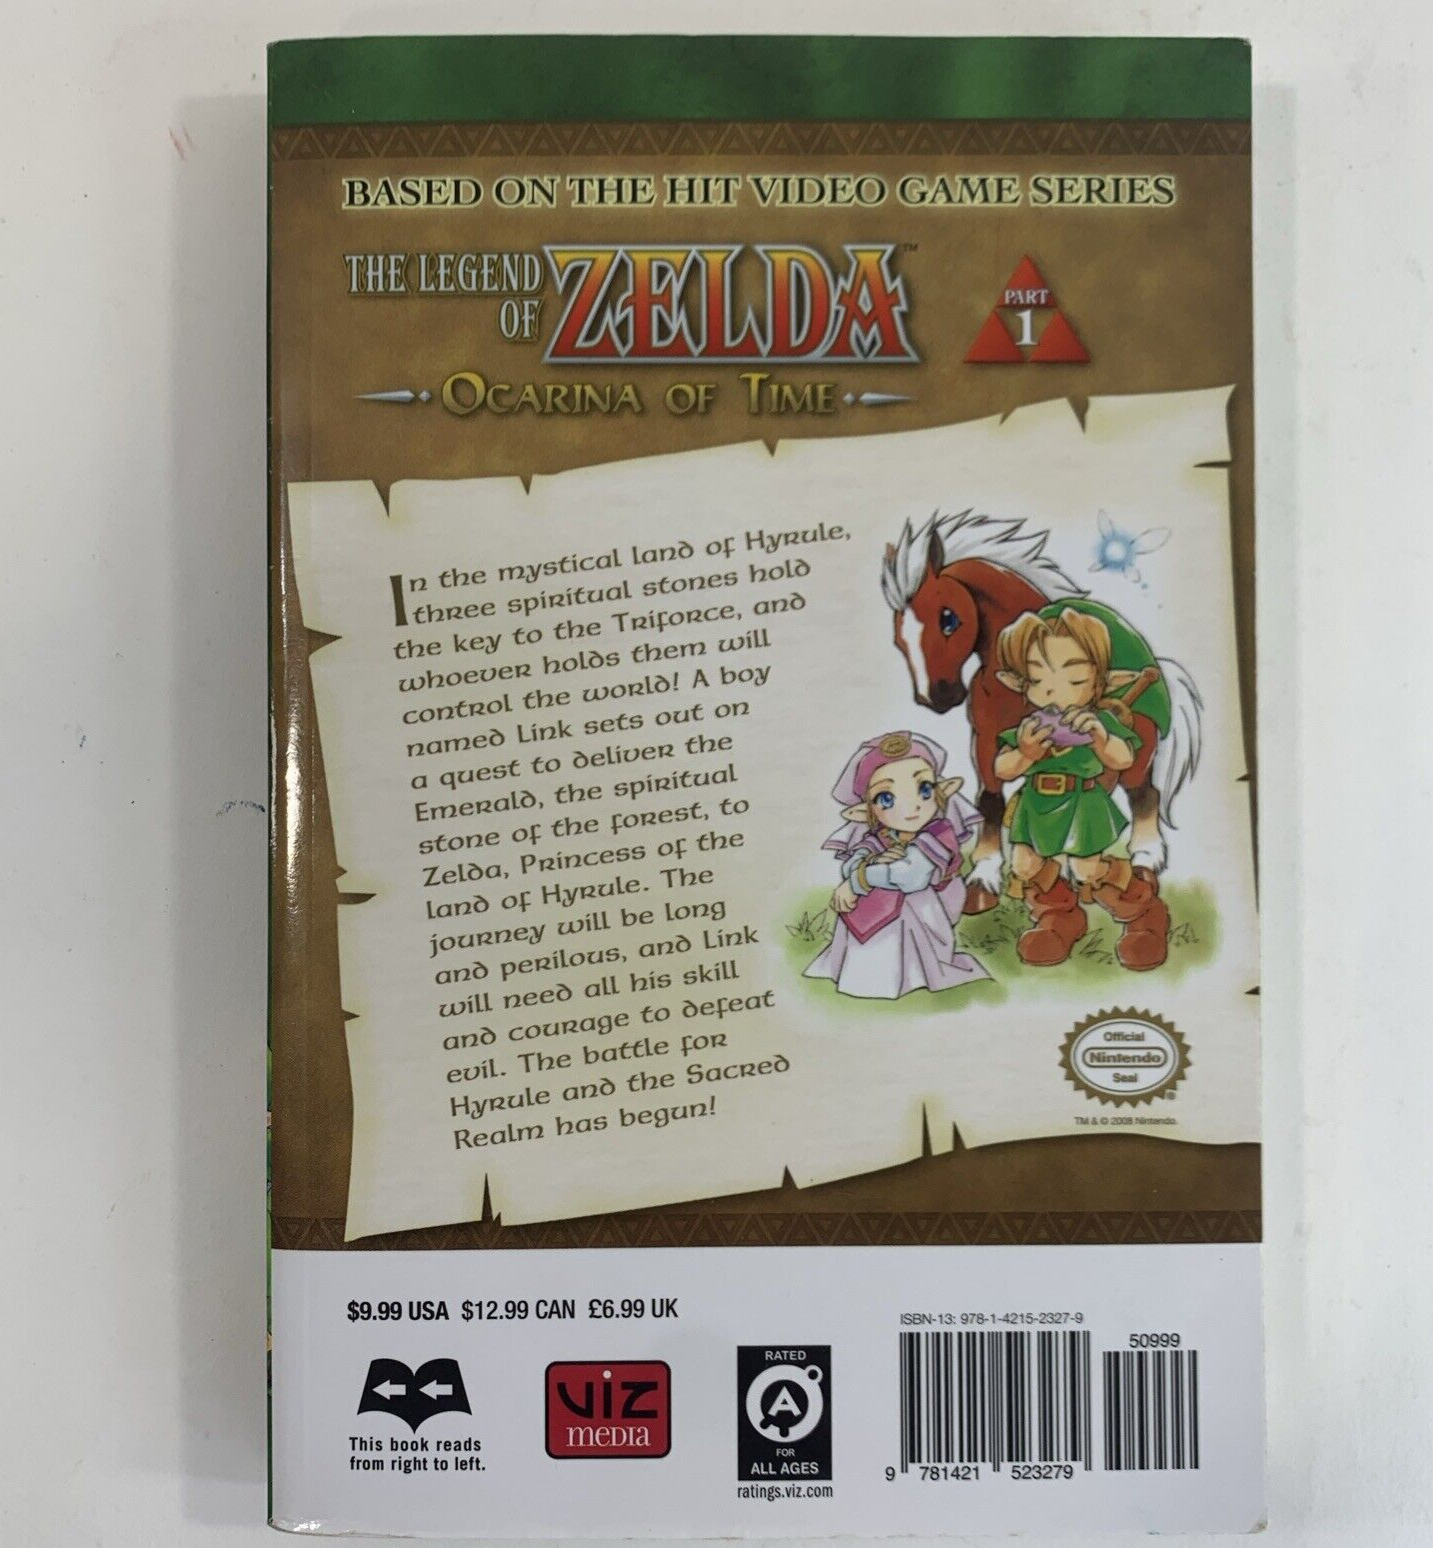 BASED ON THE HIT VIDEO GAME SERIES
THE LEGEND
OF ZELDA™
OCARINA OF TIME
PART
1
In the mystical land of Hyrule,
three spiritual stones hold
the key to the Triforce, and
whoever holds them will
control the world! A boy
named Link sets out on
a quest to deliver the
Emerald, the spiritual
stone of the forest, to
Zelda, Princess of the
land of Hyrule. The
journey will be long
and perilous, and Link
will need all his skill
and courage to defeat
evil. The battle for
Hyrule and the Sacred
Realm has begun!
Official
Nintendo
Seal
®
TM & © 2008 Nintendo.
$9.99 USA $12.99 CAN £6.99 UK
This book reads
from right to left.
VIZ
MEDIA
RATED
A
FOR
ALL AGES
ratings.viz.com
ISBN-13: 978-1-4215-2327-9
50999
9 781421 523279